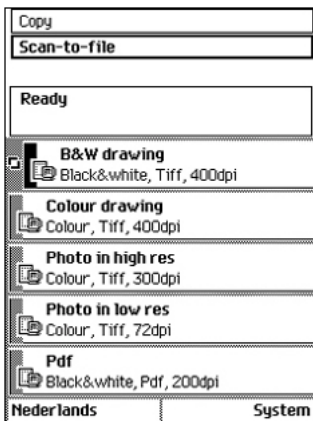 Copy
Scan-to-file
Ready
B&W drawing
Black&white, Tiff, 400dpi
Colour drawing
Colour, Tiff, 400dpi
Photo in high res
Colour, Tiff, 300dpi
Photo in low res
Colour, Tiff, 72dpi
Pdf
Black&white, Pdf, 200dpi
Nederlands System